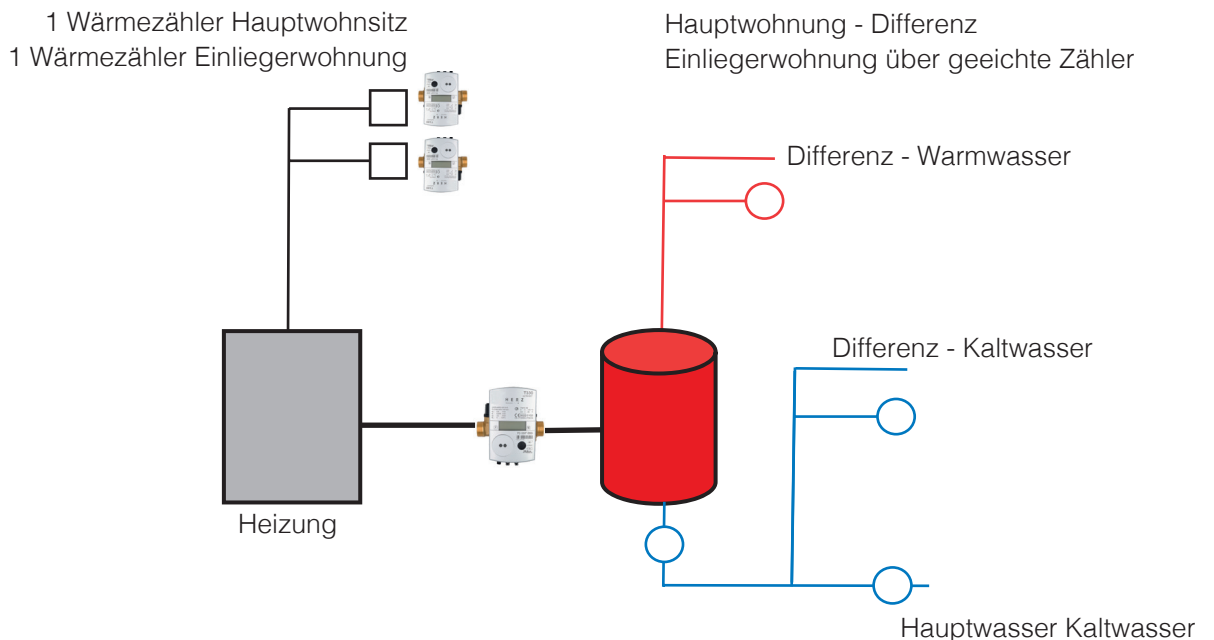 1 Wärmezähler Hauptwohnsitz
1 Wärmezähler Einliegerwohnung
Hauptwohnung - Differenz
Einliegerwohnung über geeichte Zähler
Differenz - Warmwasser
Differenz - Kaltwasser
HERZ
Heizung
Hauptwasser Kaltwasser